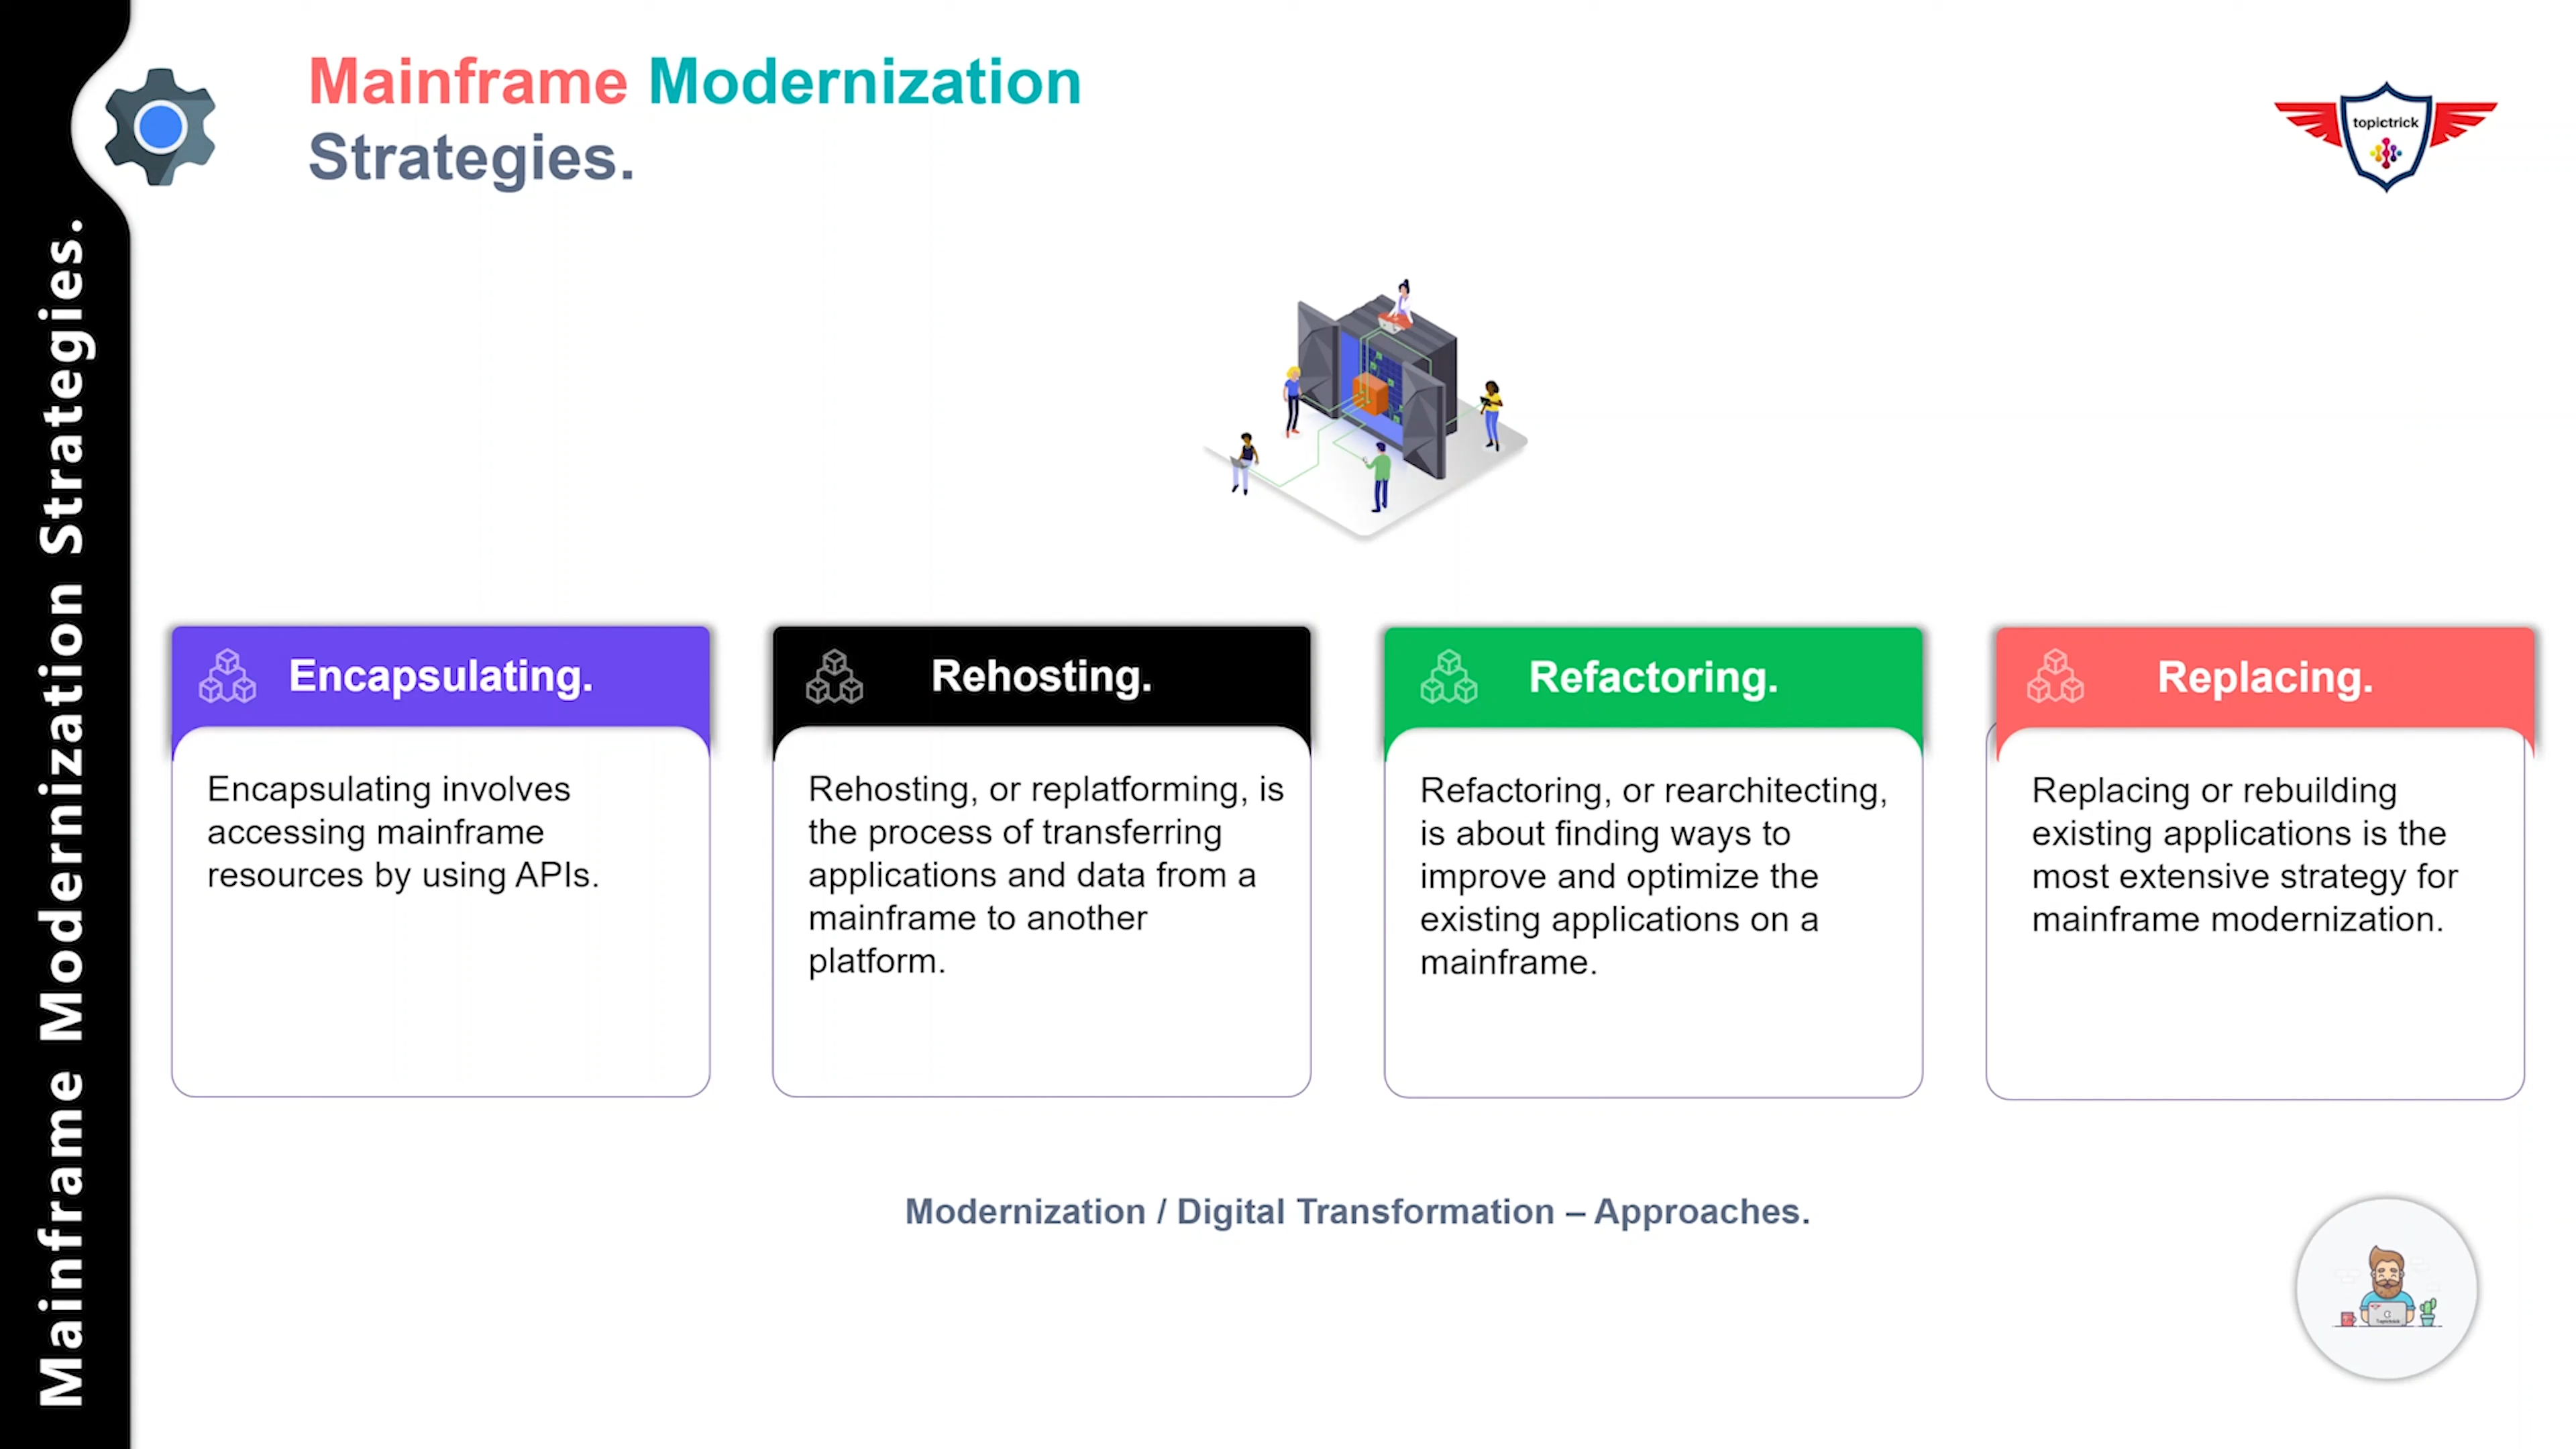 Mainframe Modernization Strategies.
Mainframe Modernization
Strategies.
topictrick
Encapsulating.
Encapsulating involves
accessing mainframe
resources by using APIs.
Rehosting.
Rehosting, or replatforming, is
the process of transferring
applications and data from a
mainframe to another
platform.
Refactoring.
Refactoring, or rearchitecting,
is about finding ways to
improve and optimize the
existing applications on a
mainframe.
Replacing.
Replacing or rebuilding
existing applications is the
most extensive strategy for
mainframe modernization.
Modernization / Digital Transformation – Approaches.